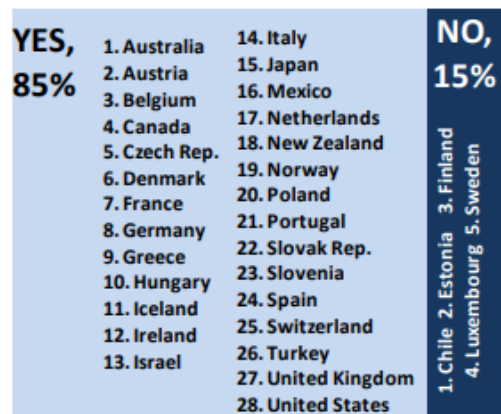 YES,
85%
1. Australia
2. Austria
3. Belgium
4. Canada
5. Czech Rep.
6. Denmark
7. France
8. Germany
9. Greece
10. Hungary
11. Iceland
12. Ireland
13. Israel
14. Italy
15. Japan
16. Mexico
17. Netherlands
18. New Zealand
19. Norway
20. Poland
21. Portugal
22. Slovak Rep.
23. Slovenia
24. Spain
25. Switzerland
26. Turkey
27. United Kingdom
28. United States
NO,
15%
1. Chile 2. Estonia 3. Finland
4. Luxembourg 5. Sweden